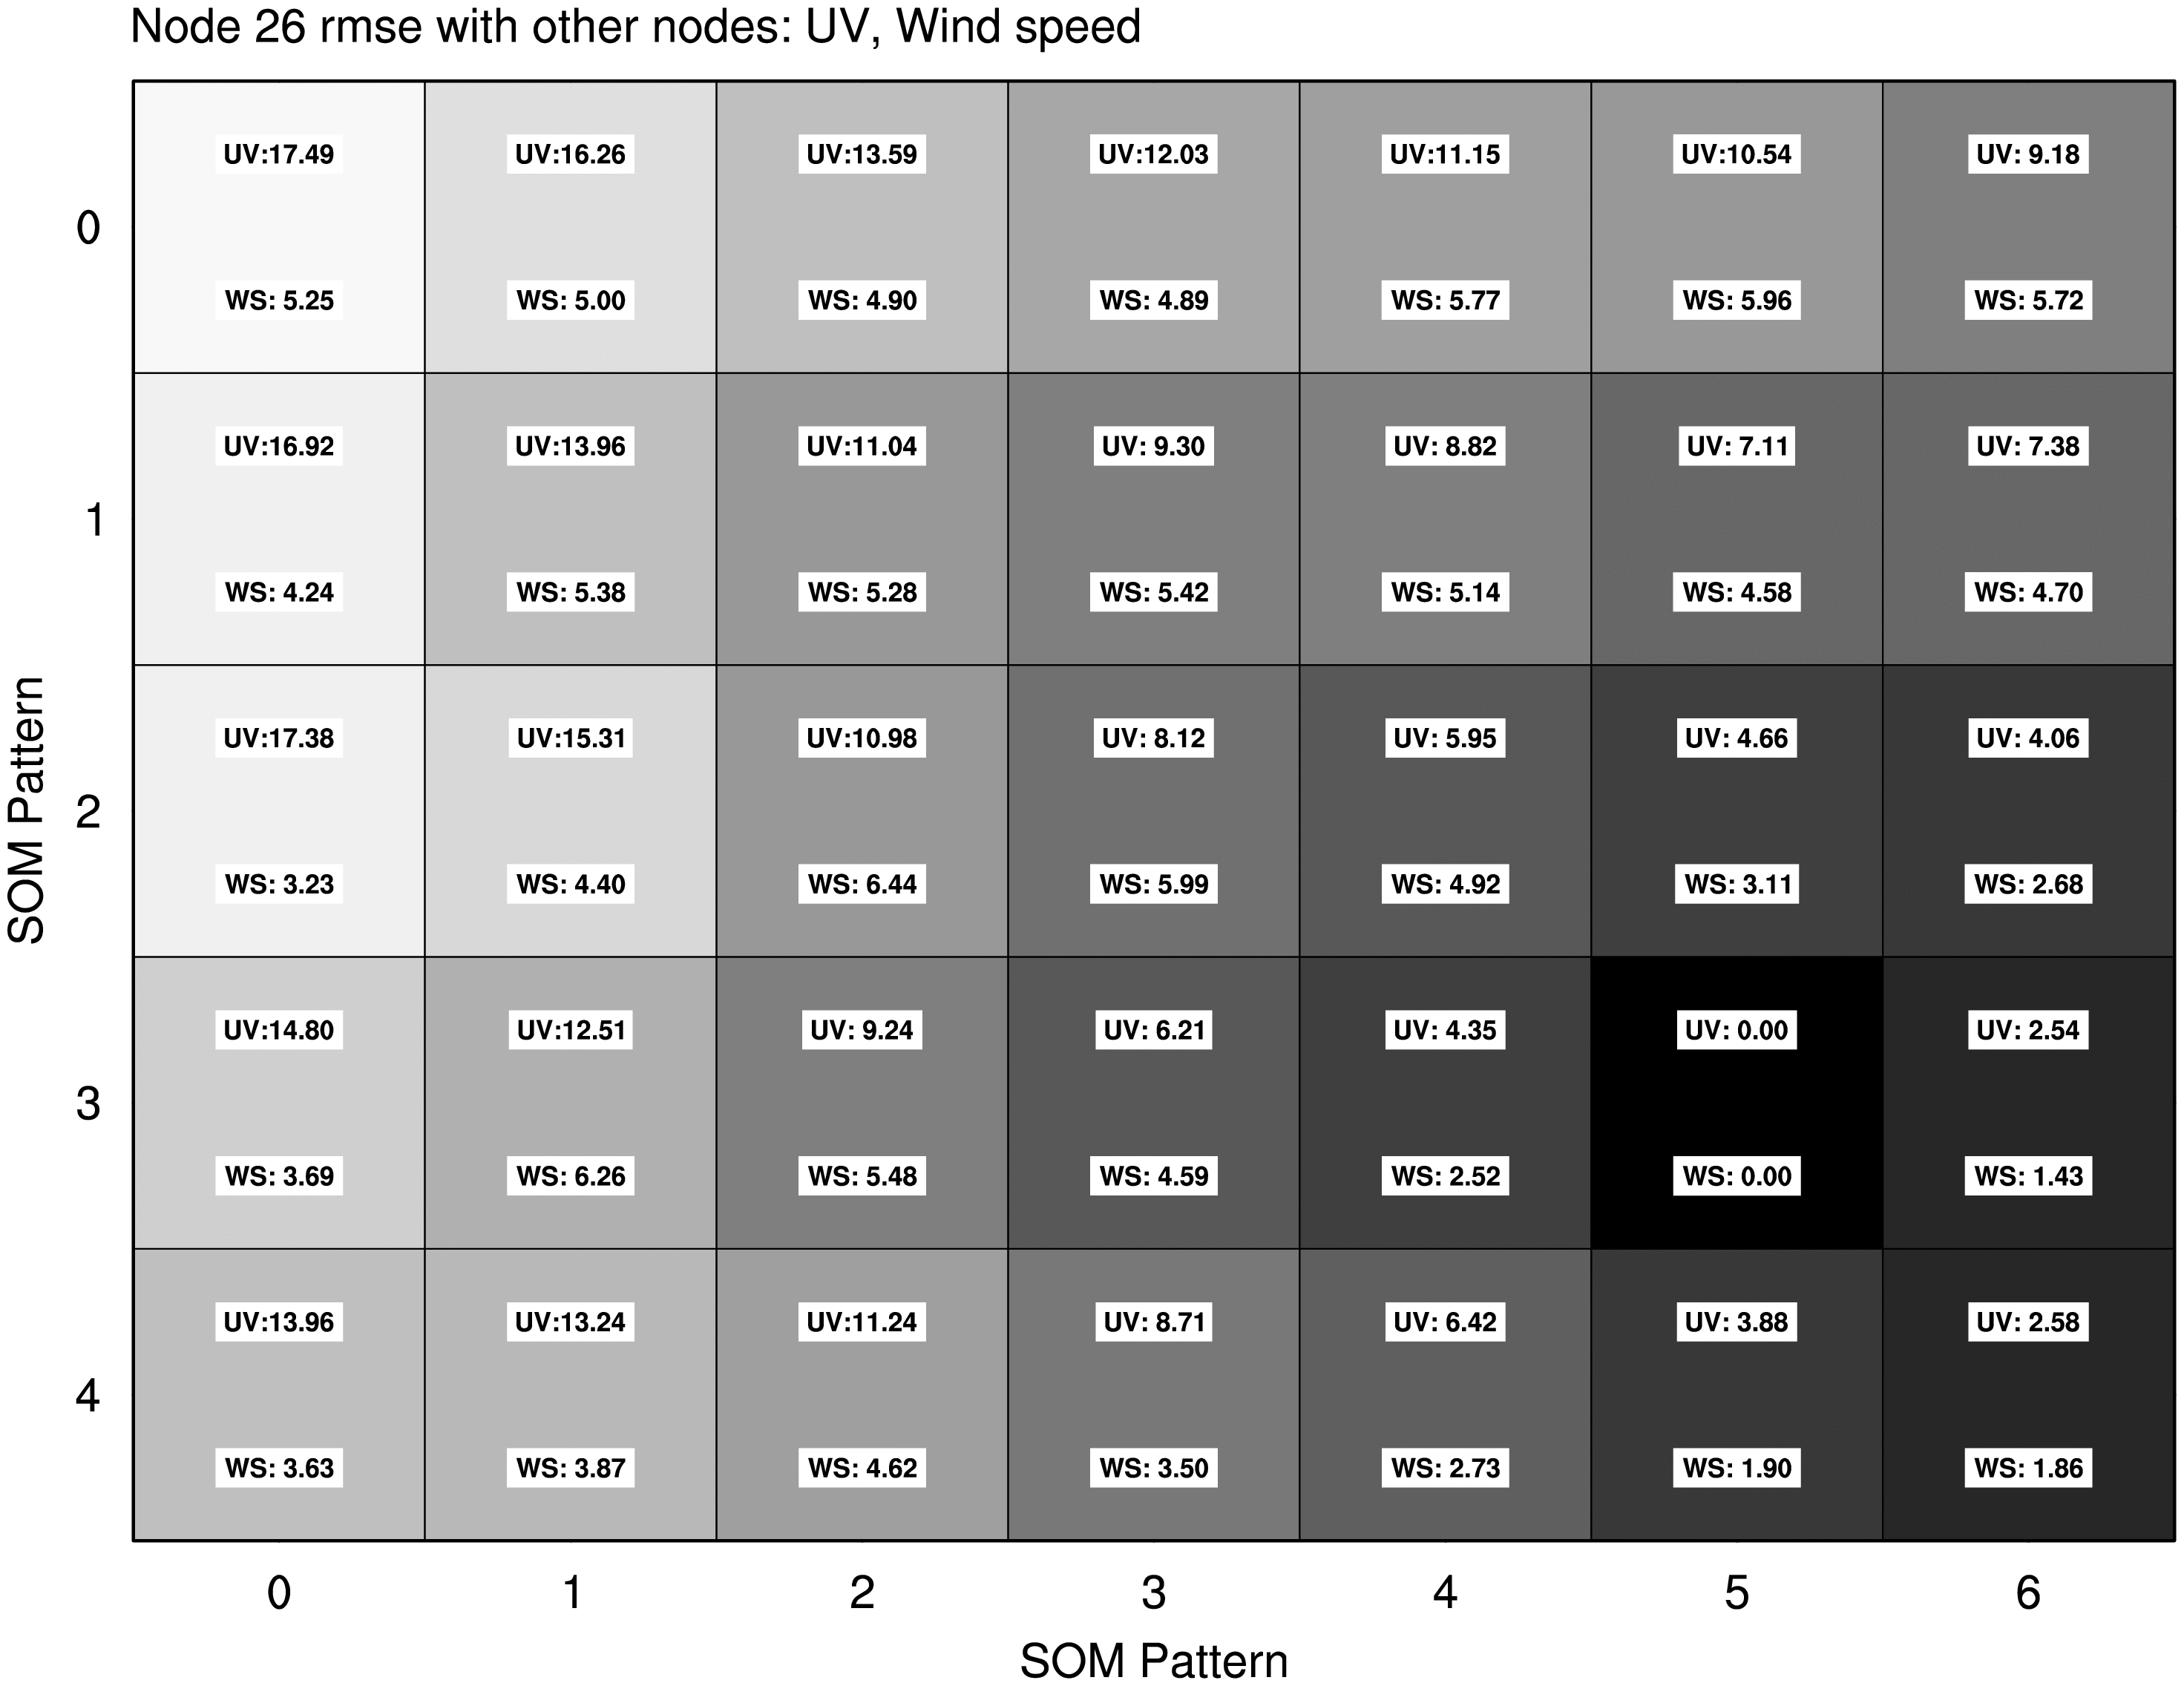 Node 26 rmse with other nodes: UV, Wind speed
UV:17.49 UV:16.26 UV:13.59 UV:12.03 UV:11.15 UV:10.54 UV: 9.18
0
WS: 5.25 WS: 5.00 WS: 4.90 WS: 4.89 WS: 5.77 WS: 5.96 WS: 5.72
UV:16.92 UV:13.96 UV:11.04 UV: 9.30 UV: 8.82 UV: 7.11 UV: 7.38
1
WS: 4.24 WS: 5.38 WS: 5.28 WS: 5.42 WS: 5.14 WS: 4.58 WS: 4.70
SOM Pattern
UV:17.38 UV:15.31 UV:10.98 UV: 8.12 UV: 5.95 UV: 4.66 UV: 4.06
2
WS: 3.23 WS: 4.40 WS: 6.44 WS: 5.99 WS: 4.92 WS: 3.11 WS: 2.68
UV:14.80 UV:12.51 UV: 9.24 UV: 6.21 UV: 4.35 UV: 0.00 UV: 2.54
3
WS: 3.69 WS: 6.26 WS: 5.48 WS: 4.59 WS: 2.52 WS: 0.00 WS: 1.43
UV:13.96 UV:13.24 UV:11.24 UV: 8.71 UV: 6.42 UV: 3.88 UV: 2.58
4
WS: 3.63 WS: 3.87 WS: 4.62 WS: 3.50 WS: 2.73 WS: 1.90 WS: 1.86
0 1 2 3 4 5 6
SOM Pattern